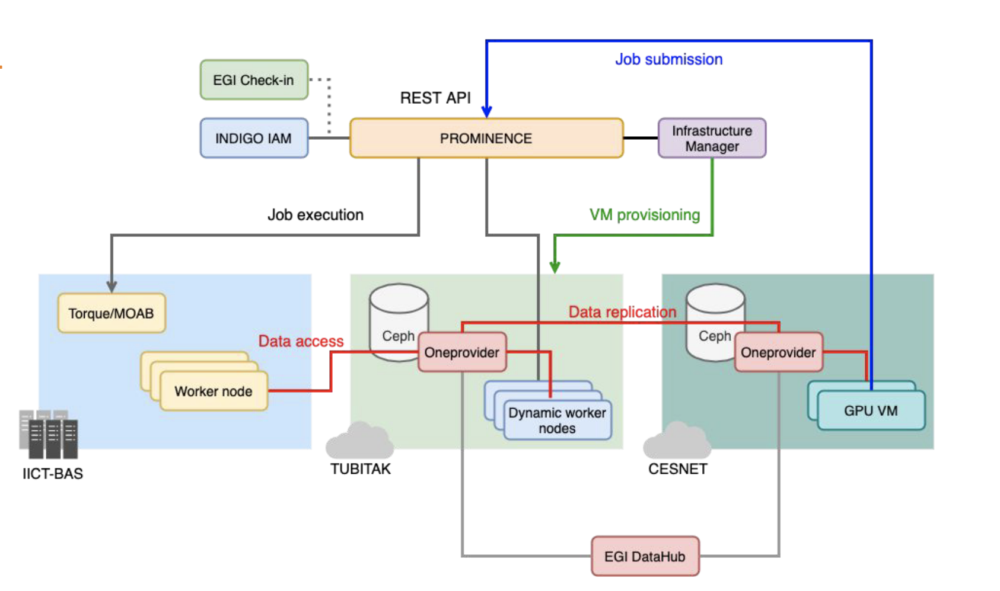 Job submission
EGI Check-in
REST API
INDIGO IAM
PROMINENCE
Infrastructure
Manager
Job execution
VM provisioning
Torque/MOAB
Data replication
Ceph
Ceph
Data access
Oneprovider
Oneprovider
Worker node
Dynamic worker
nodes
GPU VM
IICT-BAS
TUBITAK
CESNET
EGI DataHub